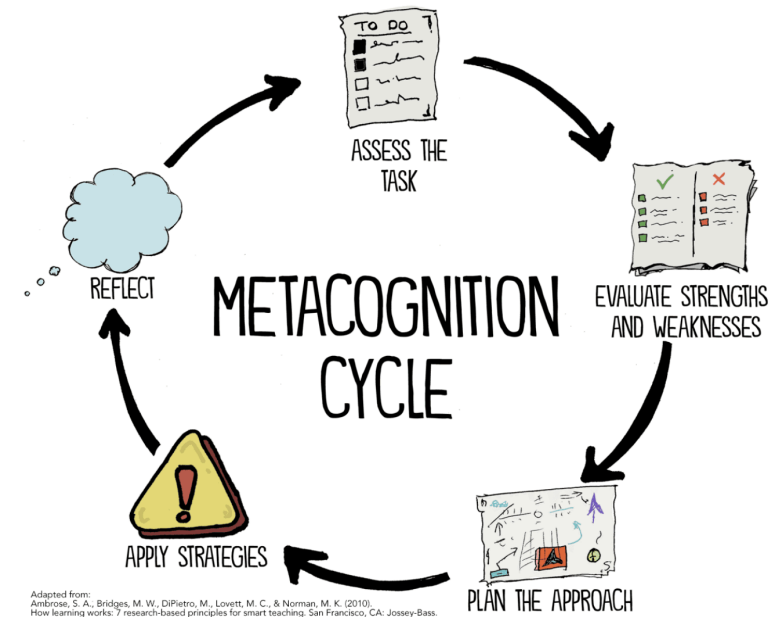 TO DO
ASSESS THE
TASK
EVALUATE STRENGTHS
AND WEAKNESSES
REFLECT
METACOGNITION
CYCLE
APPLY STRATEGIES
PLAN THE APPROACH
Adapted from:
Ambrose, S. A., Bridges, M. W., DiPietro, M., Lovett, M. C., & Norman, M. K. (2010).
How learning works: 7 research-based principles for smart teaching. San Francisco, CA: Jossey-Bass.